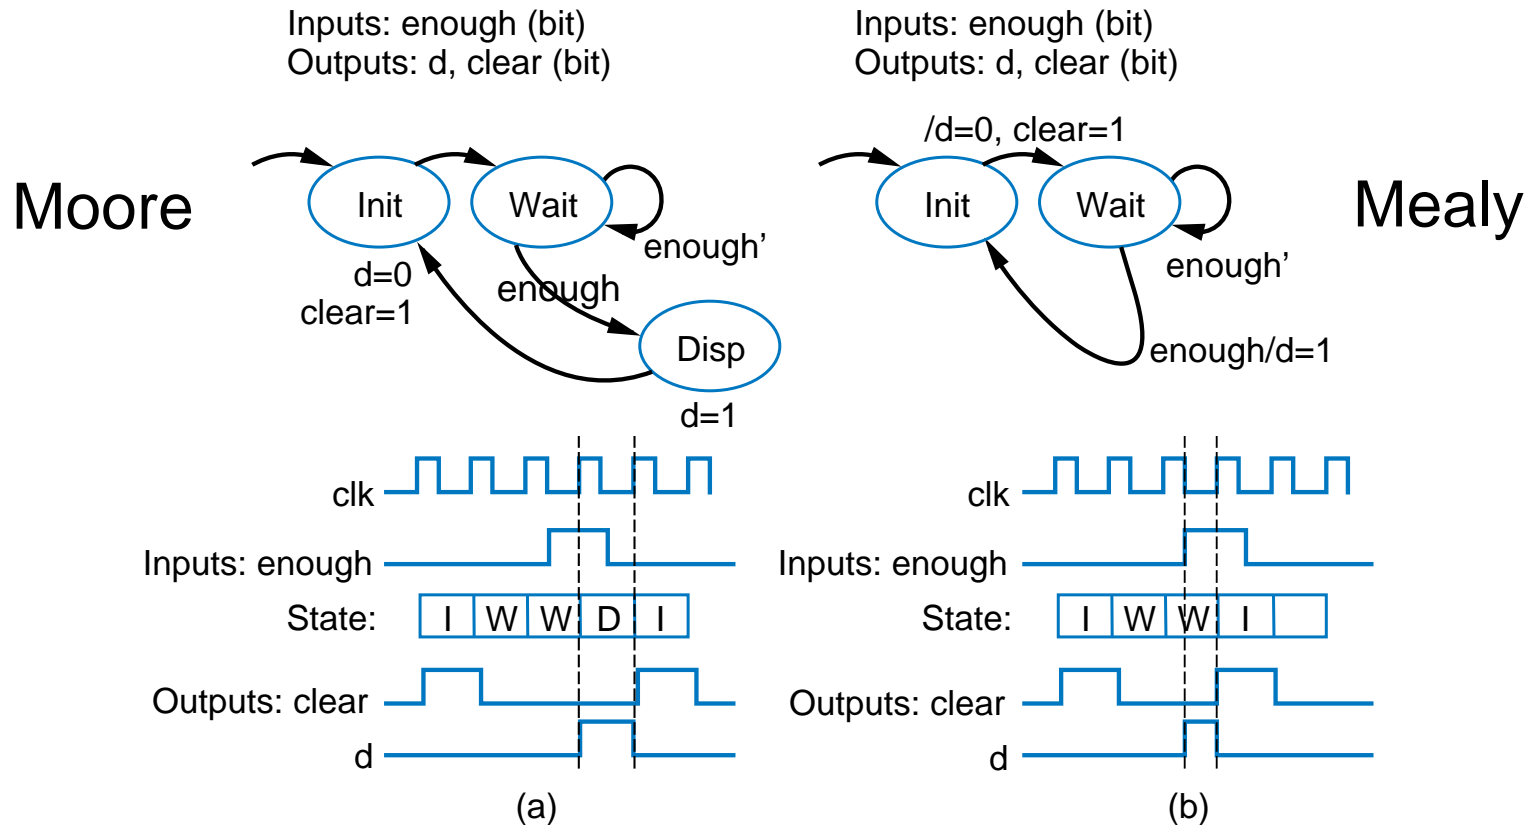 Inputs: enough (bit)
Outputs: d, clear (bit)
Inputs: enough (bit)
Outputs: d, clear (bit)
Moore
Mealy
Init
Wait
enough’
d=0
clear=1
enough
Disp
d=1
/d=0, clear=1
Init
Wait
enough’
enough/d=1
clk
Inputs: enough
State:
I W W D I
Outputs: clear
d
(a)
clk
Inputs: enough
State:
I W W I
Outputs: clear
d
(b)